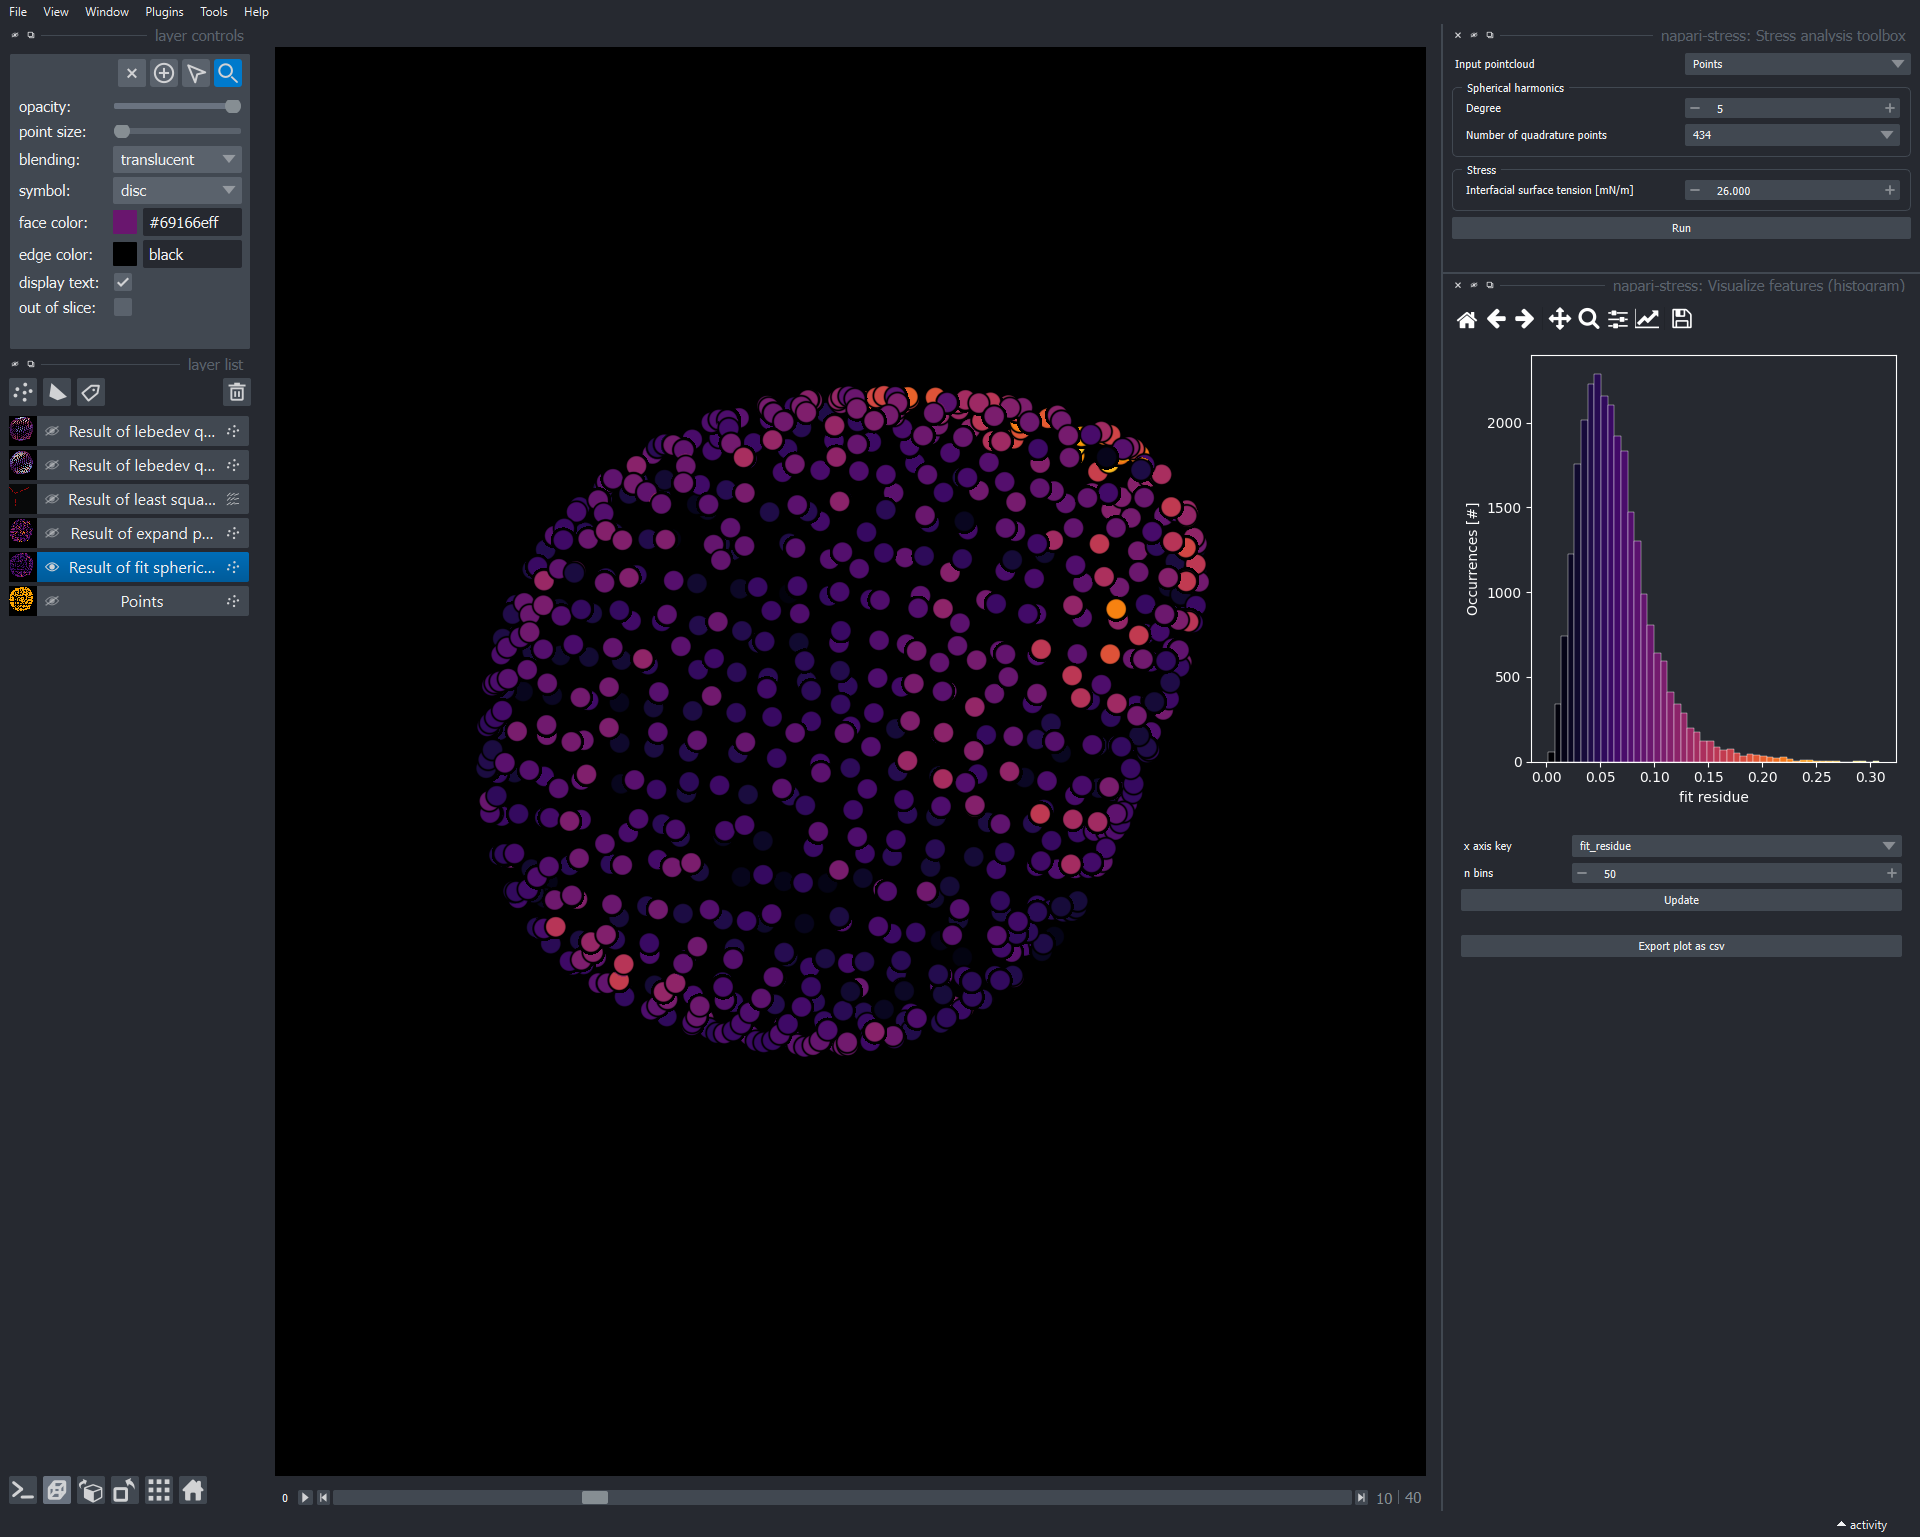 File View Window Plugins Tools Help
layer controls
opacity:
point size:
blending: translucent
symbol: disc
face color: #69166eff
edge color: black
display text:
out of slice:
layer list
Result of lebedev q...
Result of lebedev q...
Result of least squa...
Result of expand p...
Result of fit spheric...
Points
0
10 | 40
napari-stress: Stress analysis toolbox
Input pointcloud Points
Spherical harmonics
Degree 5
Number of quadrature points 434
Stress
Interfacial surface tension [mN/m] 26.000
Run
napari-stress: Visualize features (histogram)
Occurrences [#]
2000
1500
1000
500
0
0.00 0.05 0.10 0.15 0.20 0.25 0.30
fit residue
x axis key fit_residue
n bins 50
Update
Export plot as csv
activity